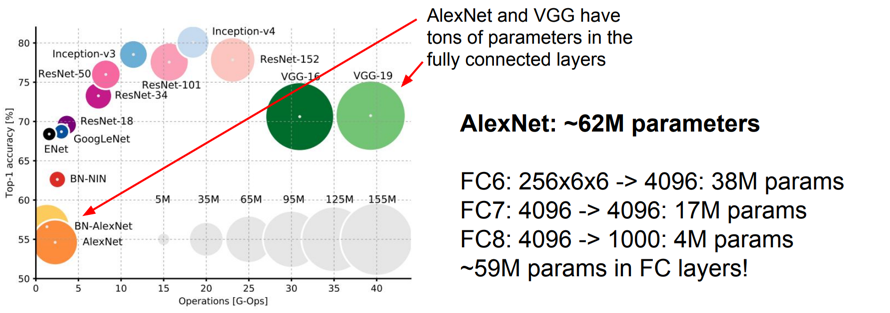 AlexNet and VGG have
tons of parameters in the
fully connected layers
80
75
70
65
60
55
50
Top-1 accuracy [%]
Inception-v4
Inception-v3
ResNet-152
ResNet-50
VGG-16
VGG-19
ResNet-101
ResNet-34
ResNet-18
GoogLeNet
ENet
BN-NIN
5M
35M
65M
95M
125M
155M
BN-AlexNet
AlexNet
0
5
10
15
20
25
30
35
40
Operations [G-Ops]
AlexNet: ~62M parameters
FC6: 256x6x6 -> 4096: 38M params
FC7: 4096 -> 4096: 17M params
FC8: 4096 -> 1000: 4M params
~59M params in FC layers!